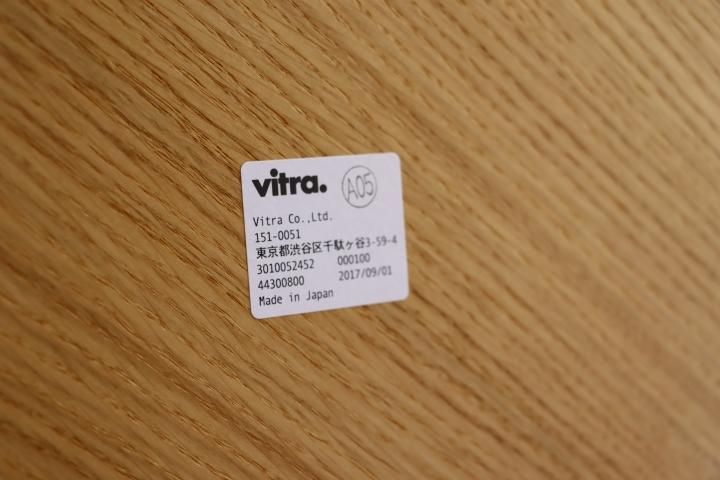 vitra. A05
Vitra Co.,Ltd.
151-0051
東京都渋谷区千駄ヶ谷3-59-4
3010052452 000100
44300800 2017/09/01
Made in Japan